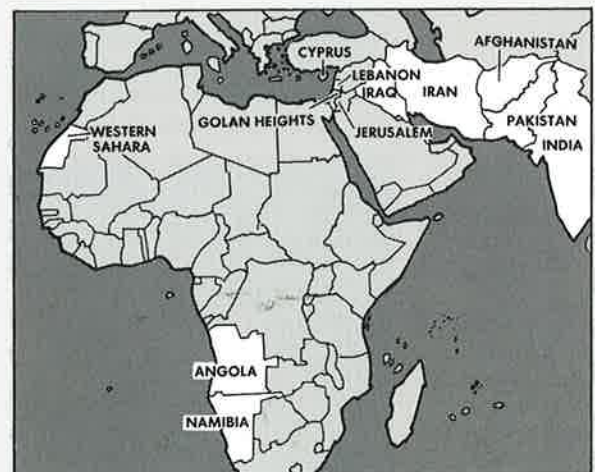 CYPRUS
AFGHANISTAN
LEBANON
IRAQ
IRAN
GOLAN HEIGHTS
JERUSALEM
PAKISTAN
INDIA
WESTERN
SAHARA
ANGOLA
NAMIBIA